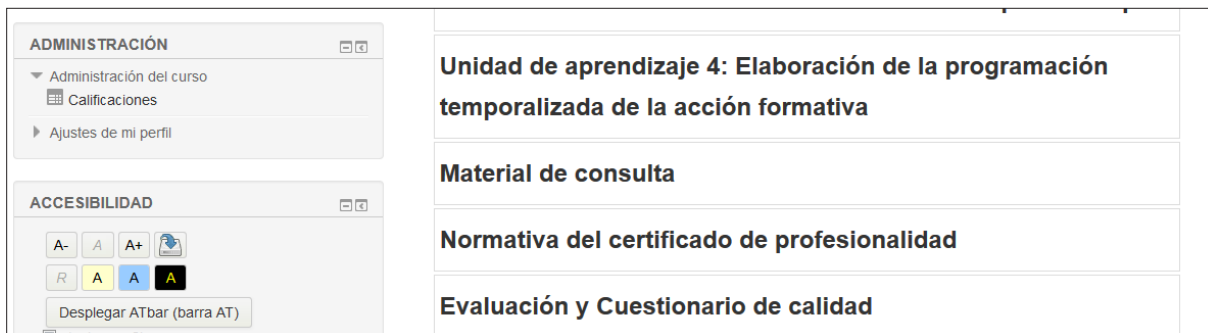 ADMINISTRACIÓN
Administración del curso
Calificaciones
Ajustes de mi perfil
ACCESIBILIDAD
A- A A+
R A A A
Desplegar ATbar (barra AT)
Unidad de aprendizaje 4: Elaboración de la programación
temporalizada de la acción formativa
Material de consulta
Normativa del certificado de profesionalidad
Evaluación y Cuestionario de calidad